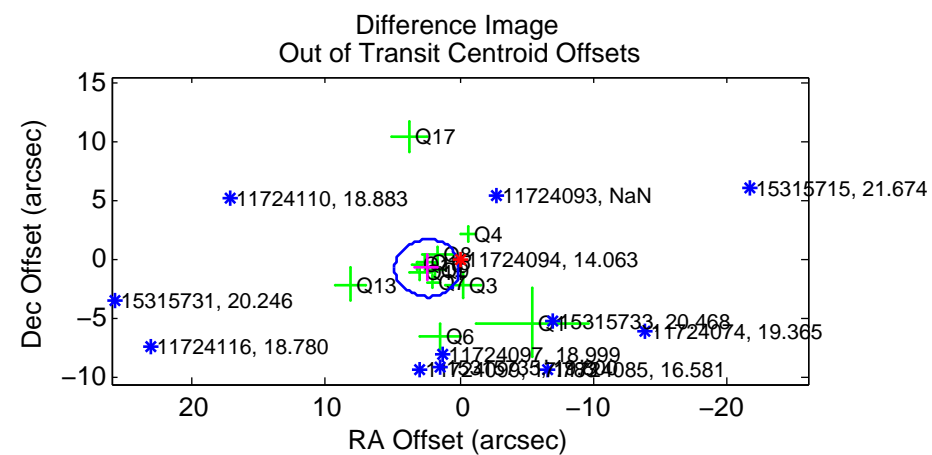 Difference Image
Out of Transit Centroid Offsets
Dec Offset (arcsec)
15
10
5
0
−5
−10
Q17
11724110, 18.883
11724093, NaN
15315715, 21.674
Q4
Q8
11724094, 14.063
Q13
Q7
Q3
15315731, 20.246
15315733, 20.468
11724074, 19.365
Q6
11724116, 18.780
11724097, 18.999
11724085, 16.581
20
10
0
−10
−20
RA Offset (arcsec)